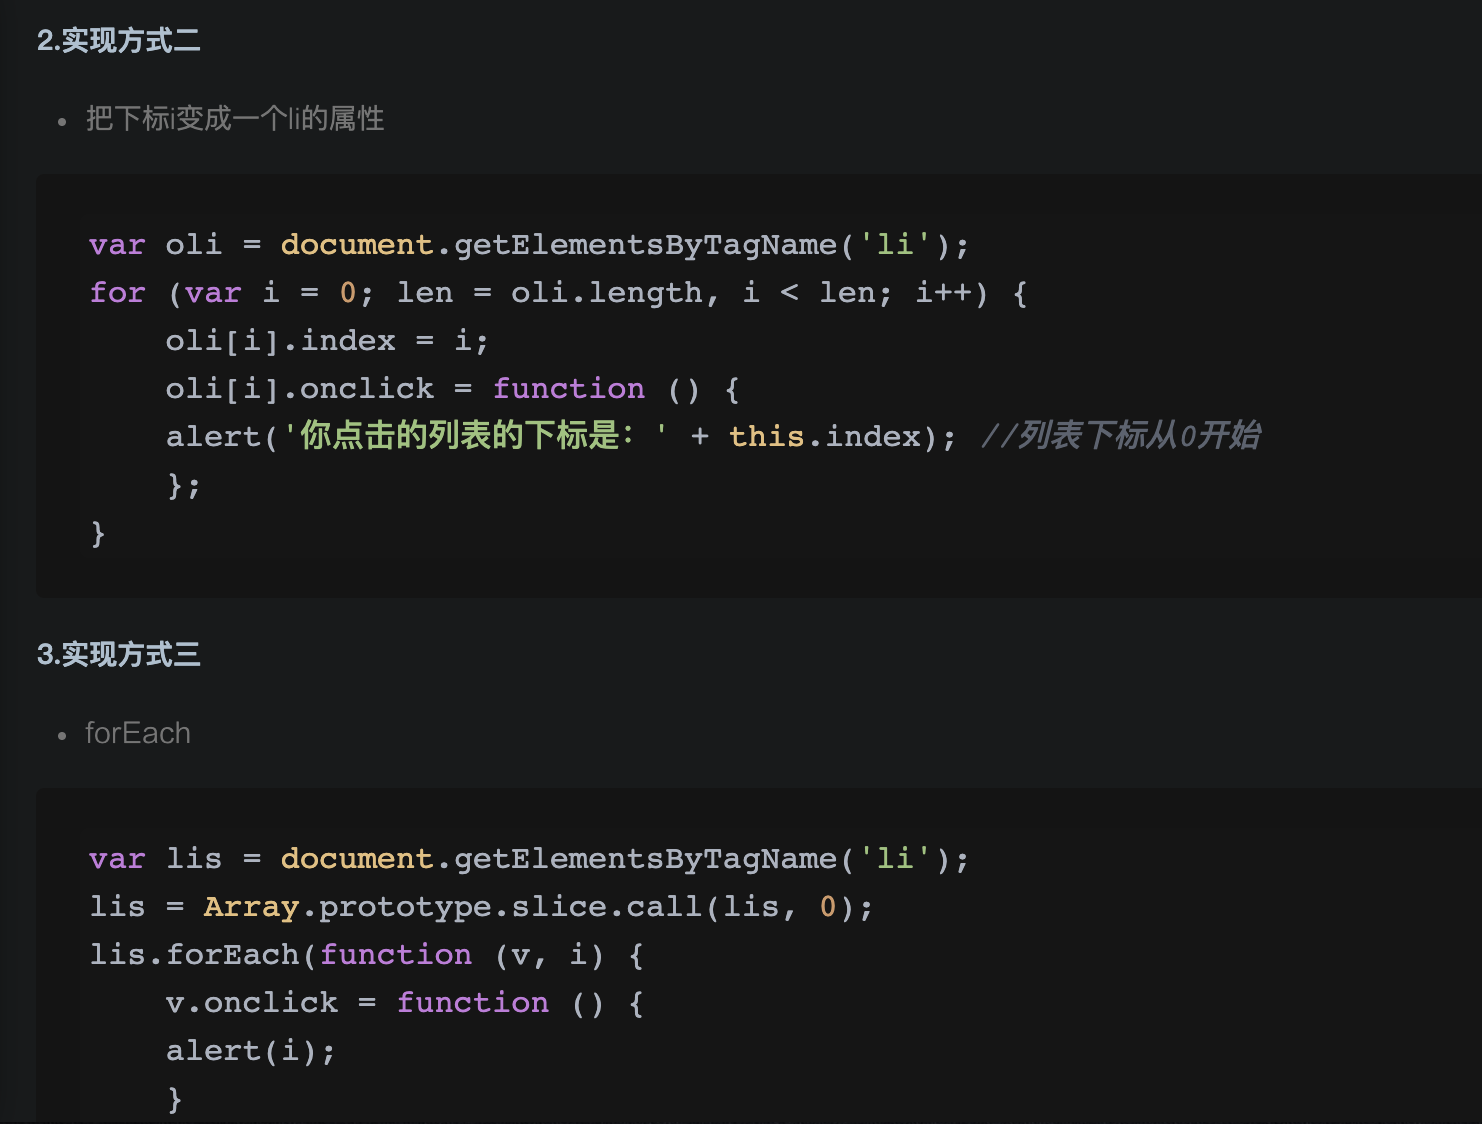 2.实现方式二
• 把下标i变成一个li的属性
var oli = document.getElementsByTagName('li');
for (var i = 0; len = oli.length, i < len; i++) {
    oli[i].index = i;
    oli[i].onclick = function () {
    alert('你点击的列表的下标是：' + this.index); //列表下标从0开始
    };
}
3.实现方式三
• forEach
var lis = document.getElementsByTagName('li');
lis = Array.prototype.slice.call(lis, 0);
lis.forEach(function (v, i) {
    v.onclick = function () {
    alert(i);
    }